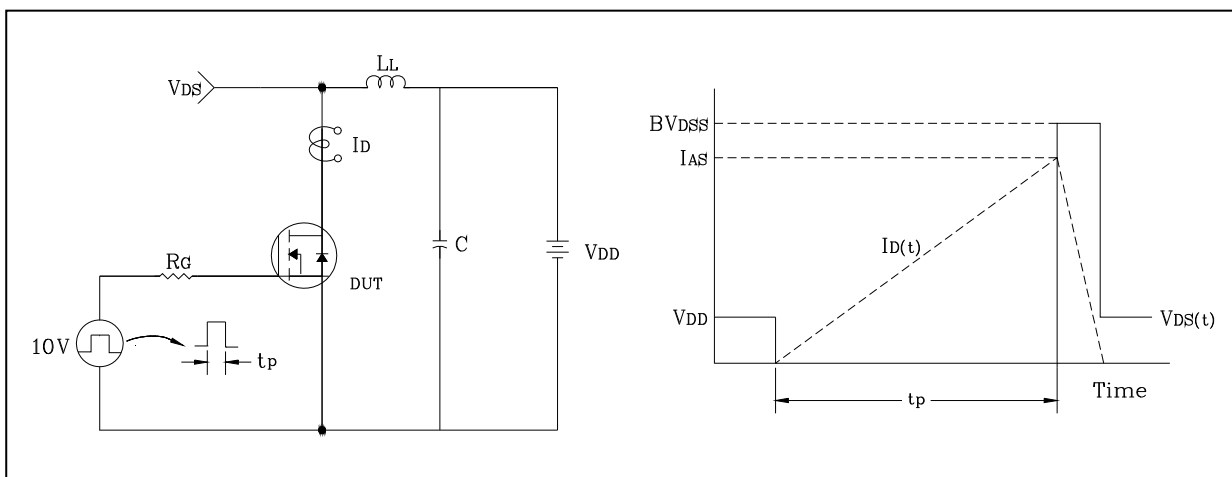 VDS
LL
ID
RG
DUT
C
VDD
10V
tp
BVDSS
IAS
ID(t)
VDD
VDS(t)
Time
tp